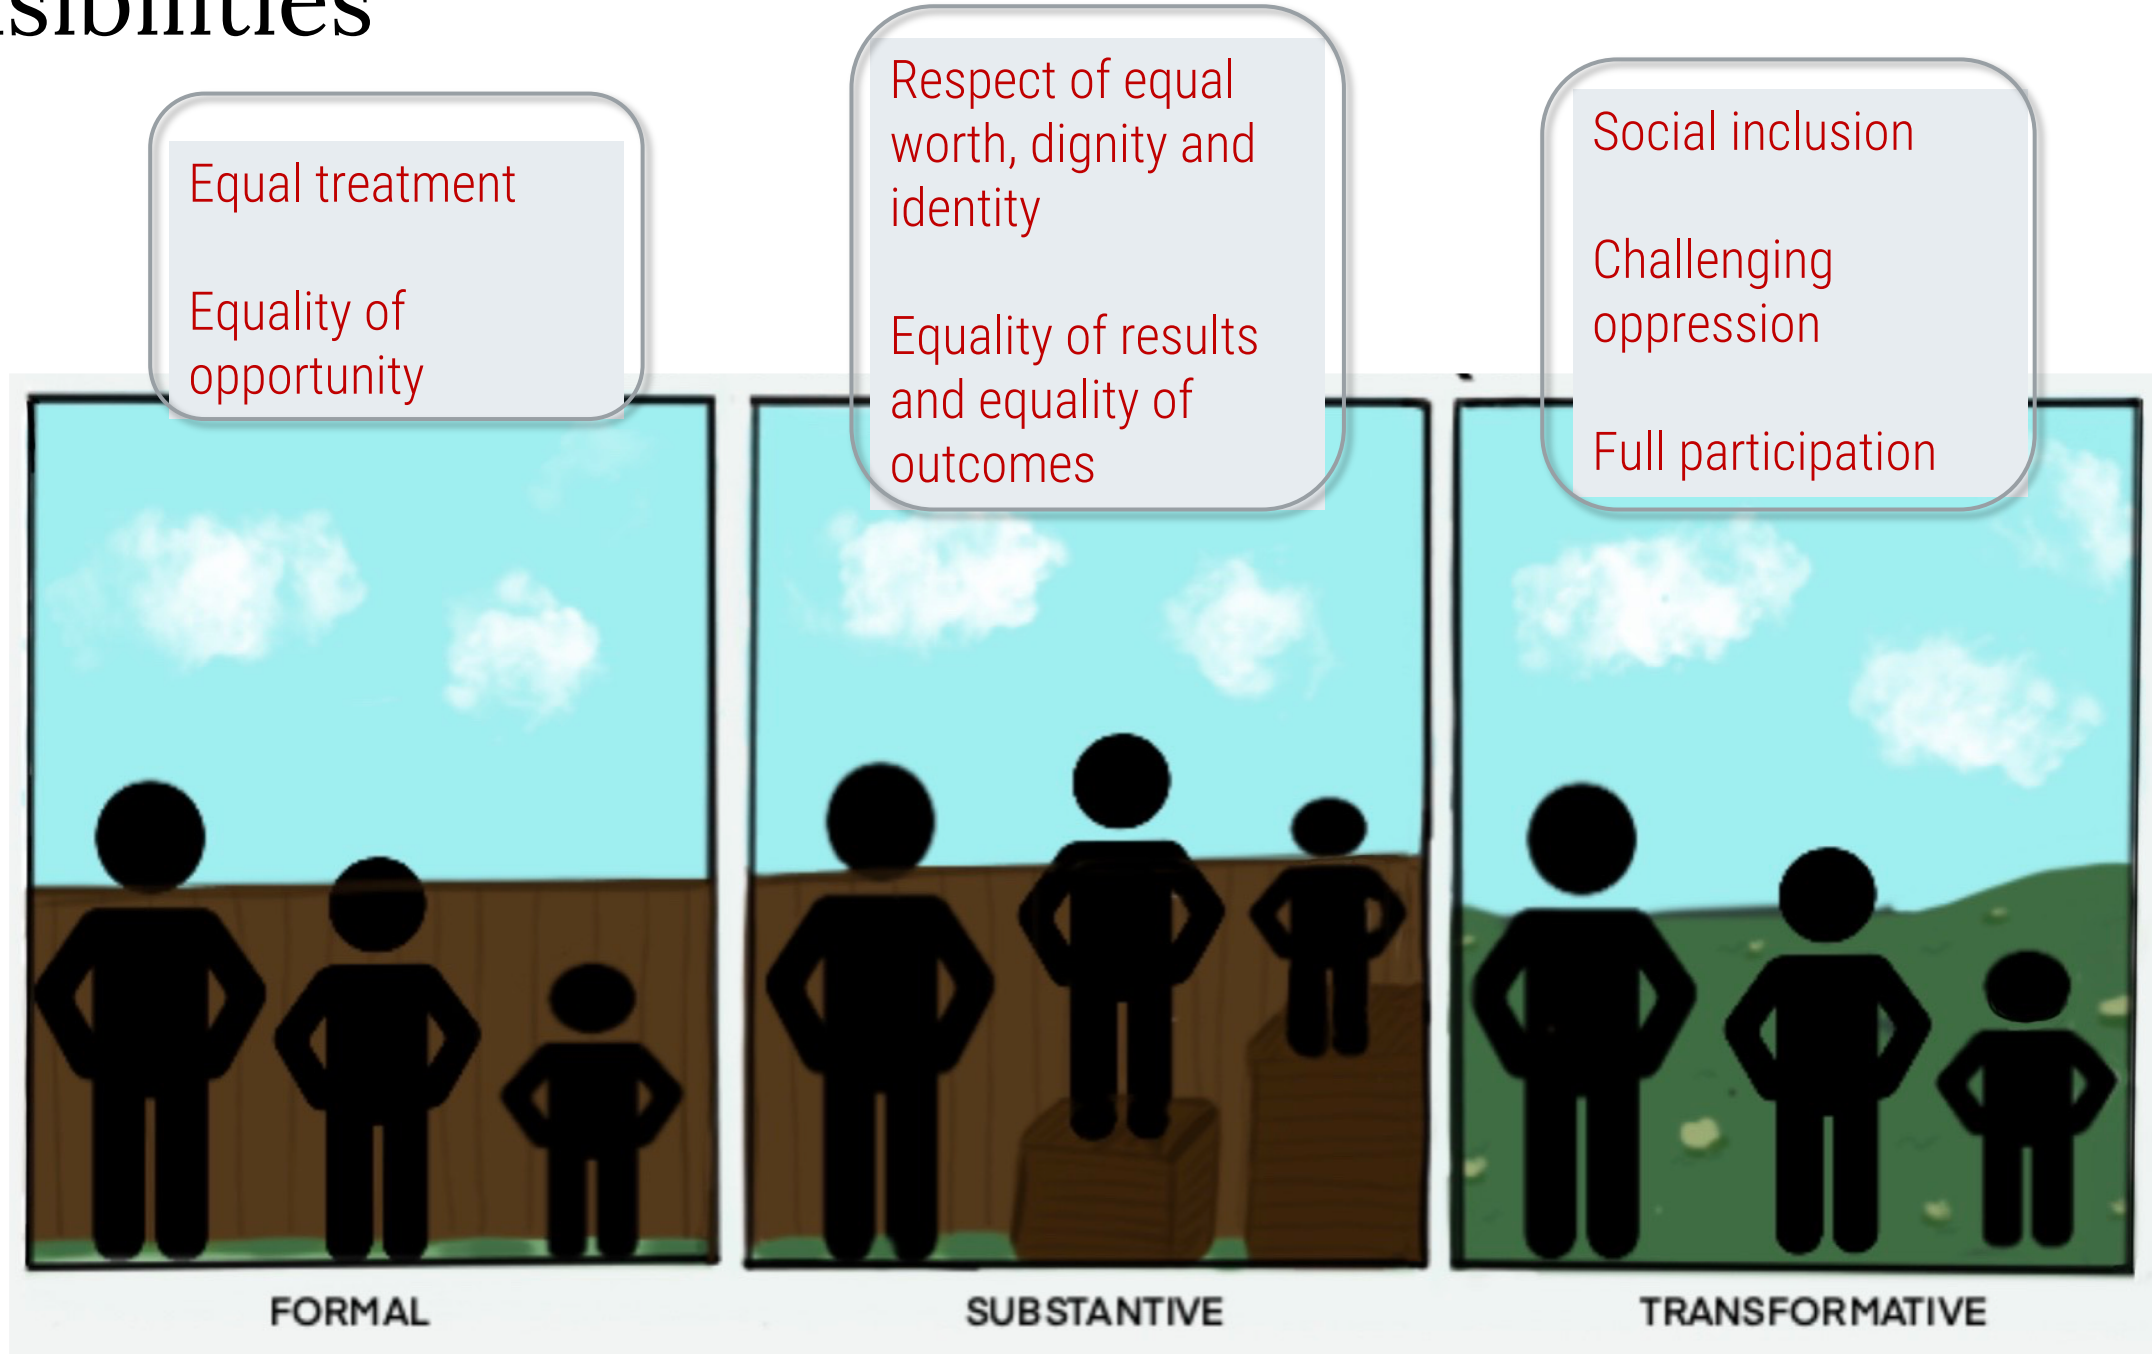 sibilities
Equal treatment
Equality of
opportunity
Respect of equal
worth, dignity and
identity
Equality of results
and equality of
outcomes
Social inclusion
Challenging
oppression
Full participation
FORMAL
SUBSTANTIVE
TRANSFORMATIVE